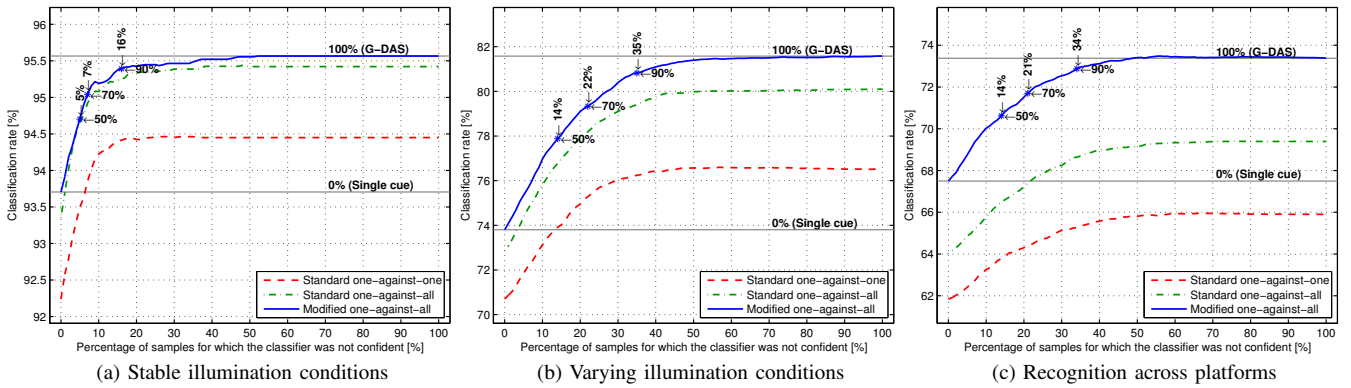 96
95.5
95
94.5
94
93.5
93
92.5
92
Classification rate [%]
5%
7%
16%
←50%
←70%
←90%
100% (G-DAS)
0% (Single cue)
Standard one-against-one
Standard one-against-all
Modified one-against-all
0 10 20 30 40 50 60 70 80 90 100
Percentage of samples for which the classifier was not confident [%]
(a) Stable illumination conditions
82
80
78
76
74
72
70
Classification rate [%]
14%
22%
35%
←50%
←70%
←90%
100% (G-DAS)
0% (Single cue)
Standard one-against-one
Standard one-against-all
Modified one-against-all
0 10 20 30 40 50 60 70 80 90 100
Percentage of samples for which the classifier was not confident [%]
(b) Varying illumination conditions
74
72
70
68
66
64
62
Classification rate [%]
14%
21%
34%
←50%
←70%
←90%
100% (G-DAS)
0% (Single cue)
Standard one-against-one
Standard one-against-all
Modified one-against-all
0 10 20 30 40 50 60 70 80 90 100
Percentage of samples for which the classifier was not confident [%]
(c) Recognition across platforms